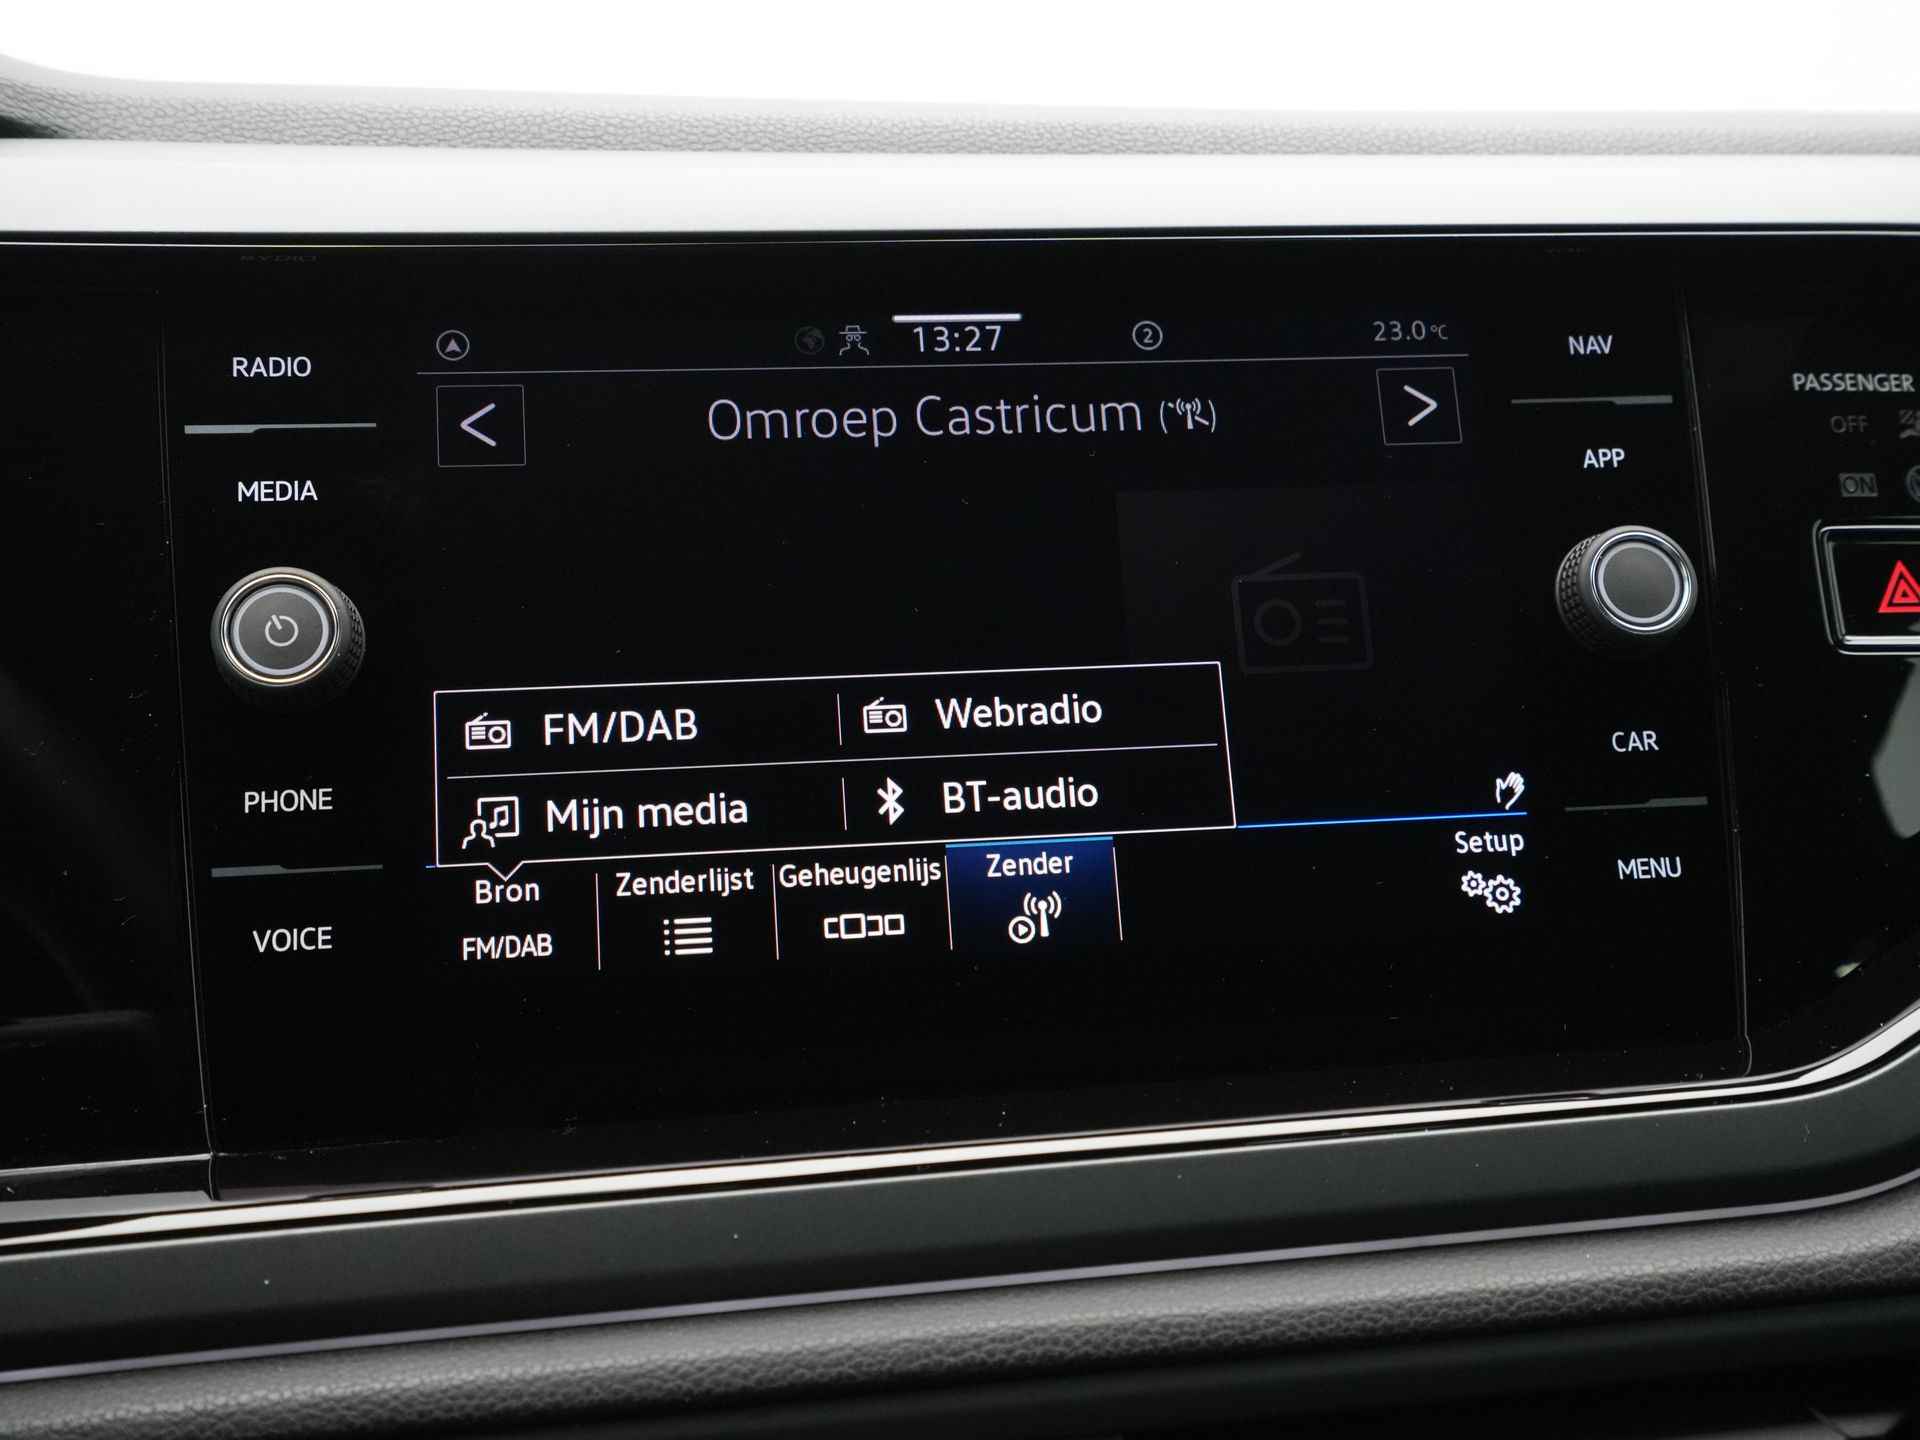 RADIO
MEDIA
PHONE
VOICE
13:27
2
23.0 °C
< Omroep Castricum >
FM/DAB
Webradio
Mijn media
BT-audio
Bron
FM/DAB
Zenderlijst
Geheugenlijs
Zender
Setup
NAV
APP
CAR
MENU
PASSENGER
OFF
ON